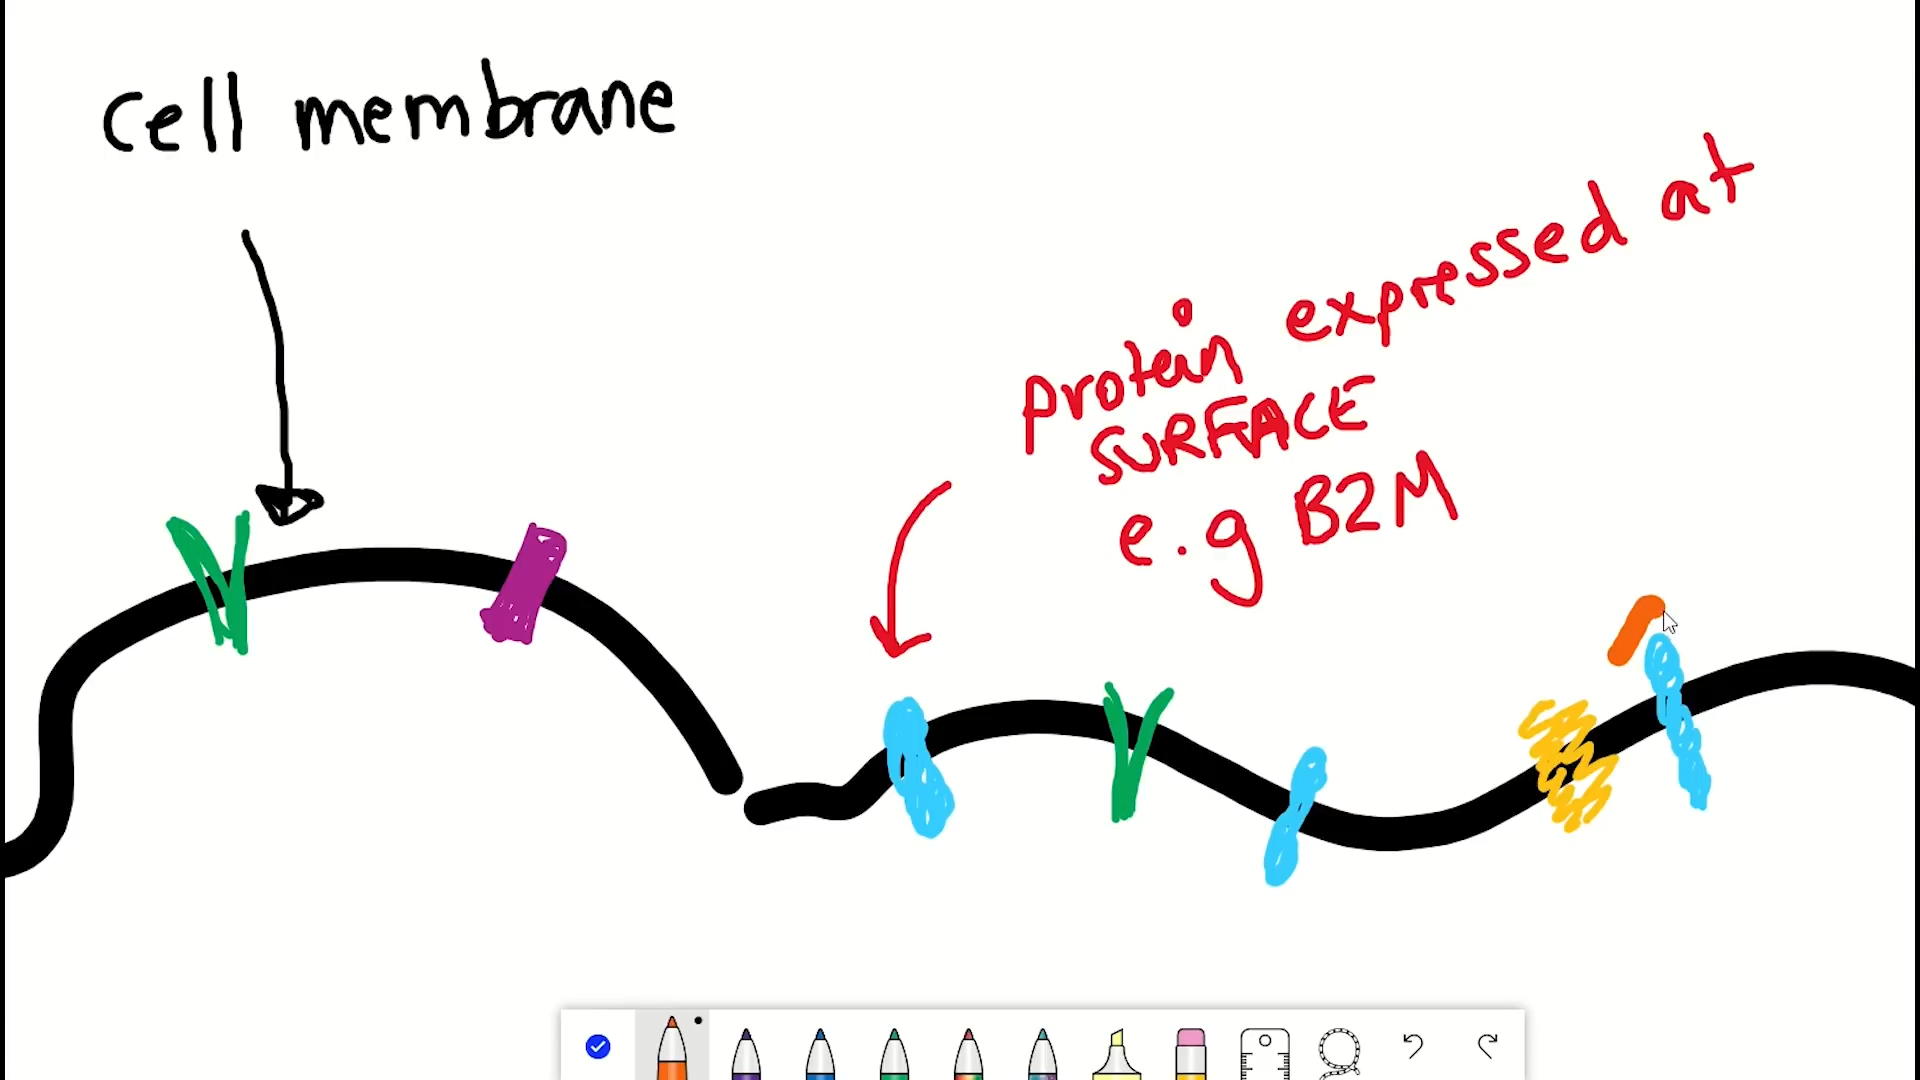 cell membrane
protein expressed at
SURFACE
e.g B2M